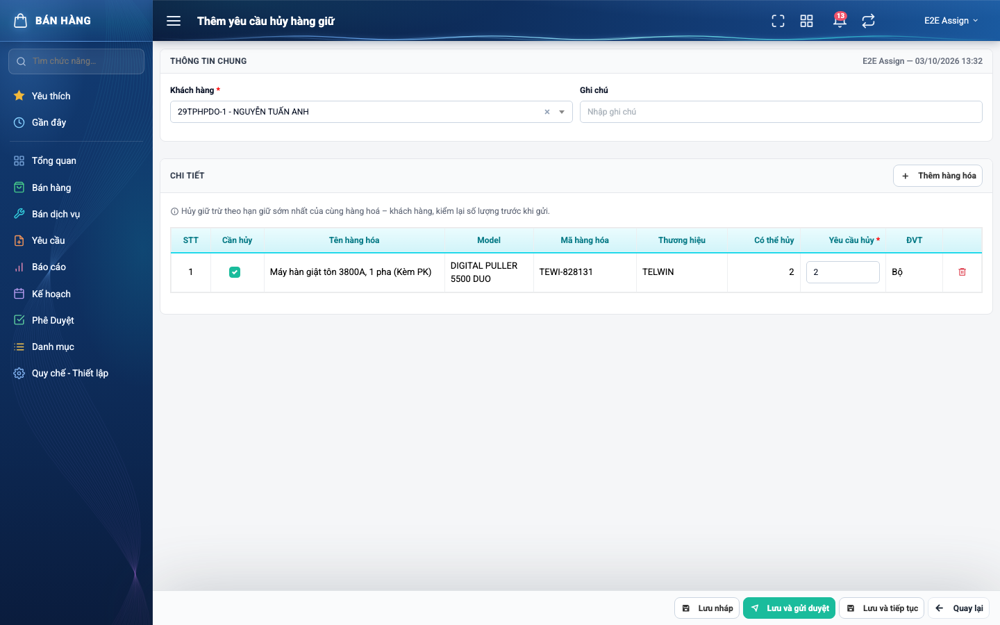 BÁN HÀNG
Thêm yêu cầu hủy hàng giữ
13
E2E Assign
Tìm chức năng...
Yêu thích
Gần đây
Tổng quan
Bán hàng
Bán dịch vụ
Yêu cầu
Báo cáo
Kế hoạch
Phê Duyệt
Danh mục
Quy chế - Thiết lập
THÔNG TIN CHUNG
E2E Assign — 03/10/2026 13:32
Khách hàng *
Ghi chú
29TPHPDO-1 - NGUYỄN TUẤN ANH
Nhập ghi chú
CHI TIẾT
Thêm hàng hóa
Hủy giữ trừ theo hạn giữ sớm nhất của cùng hàng hoá – khách hàng, kiểm lại số lượng trước khi gửi.
STT Cần hủy Tên hàng hóa Model Mã hàng hóa Thương hiệu Có thể hủy Yêu cầu hủy * ĐVT
1 Máy hàn giật tôn 3800A, 1 pha (Kèm PK) DIGITAL PULLER 5500 DUO TEWI-828131 TELWIN 2 2 Bộ
Lưu nháp
Lưu và gửi duyệt
Lưu và tiếp tục
Quay lại